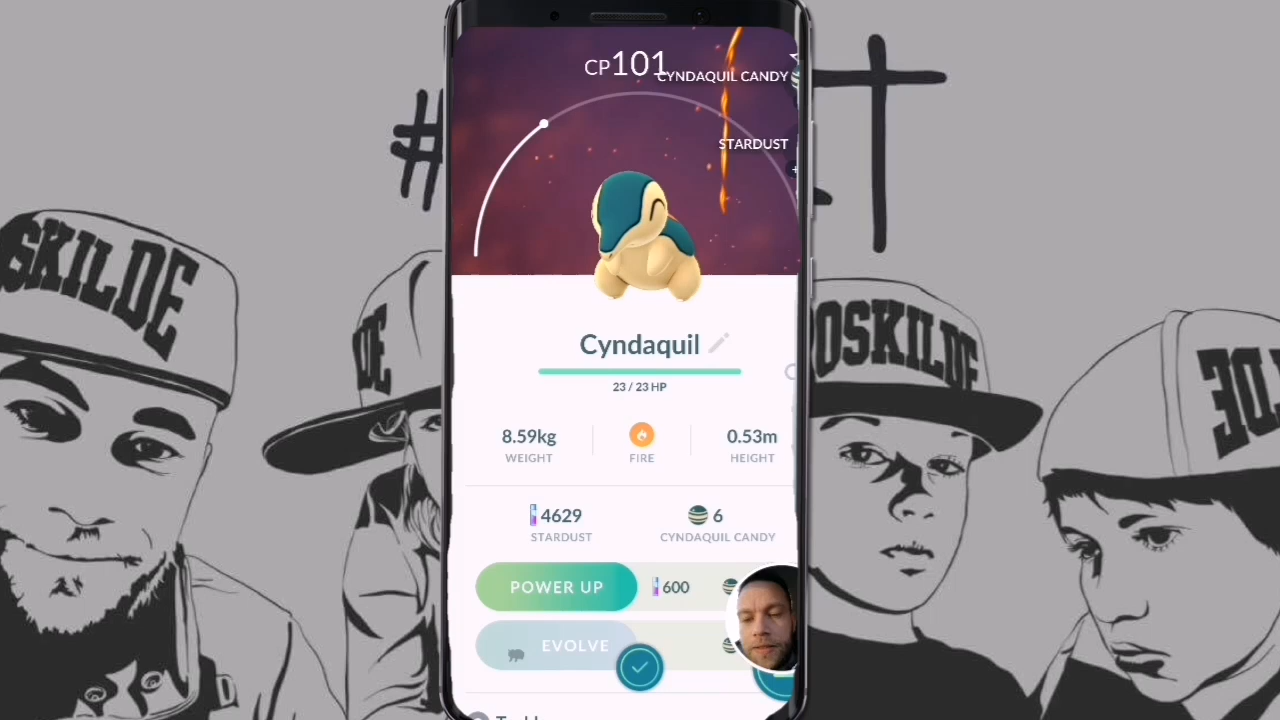 CP101
CYNDAQUIL CANDY
STARDUST
Cyndaquil
23 / 23 HP
8.59kg
WEIGHT
FIRE
0.53m
HEIGHT
4629
STARDUST
6
CYNDAQUIL CANDY
POWER UP
600
EVOLVE
SKILDE
DE
OSKILDE